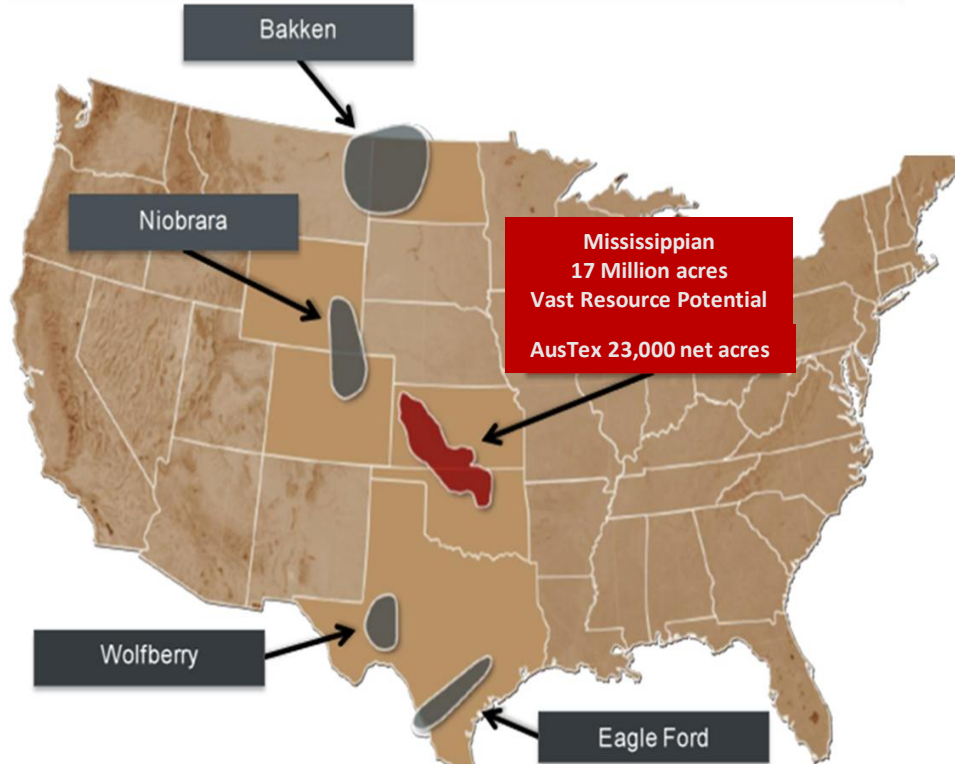 Bakken
Niobrara
Mississippian
17 Million acres
Vast Resource Potential
AusTex 23,000 net acres
Wolfberry
Eagle Ford